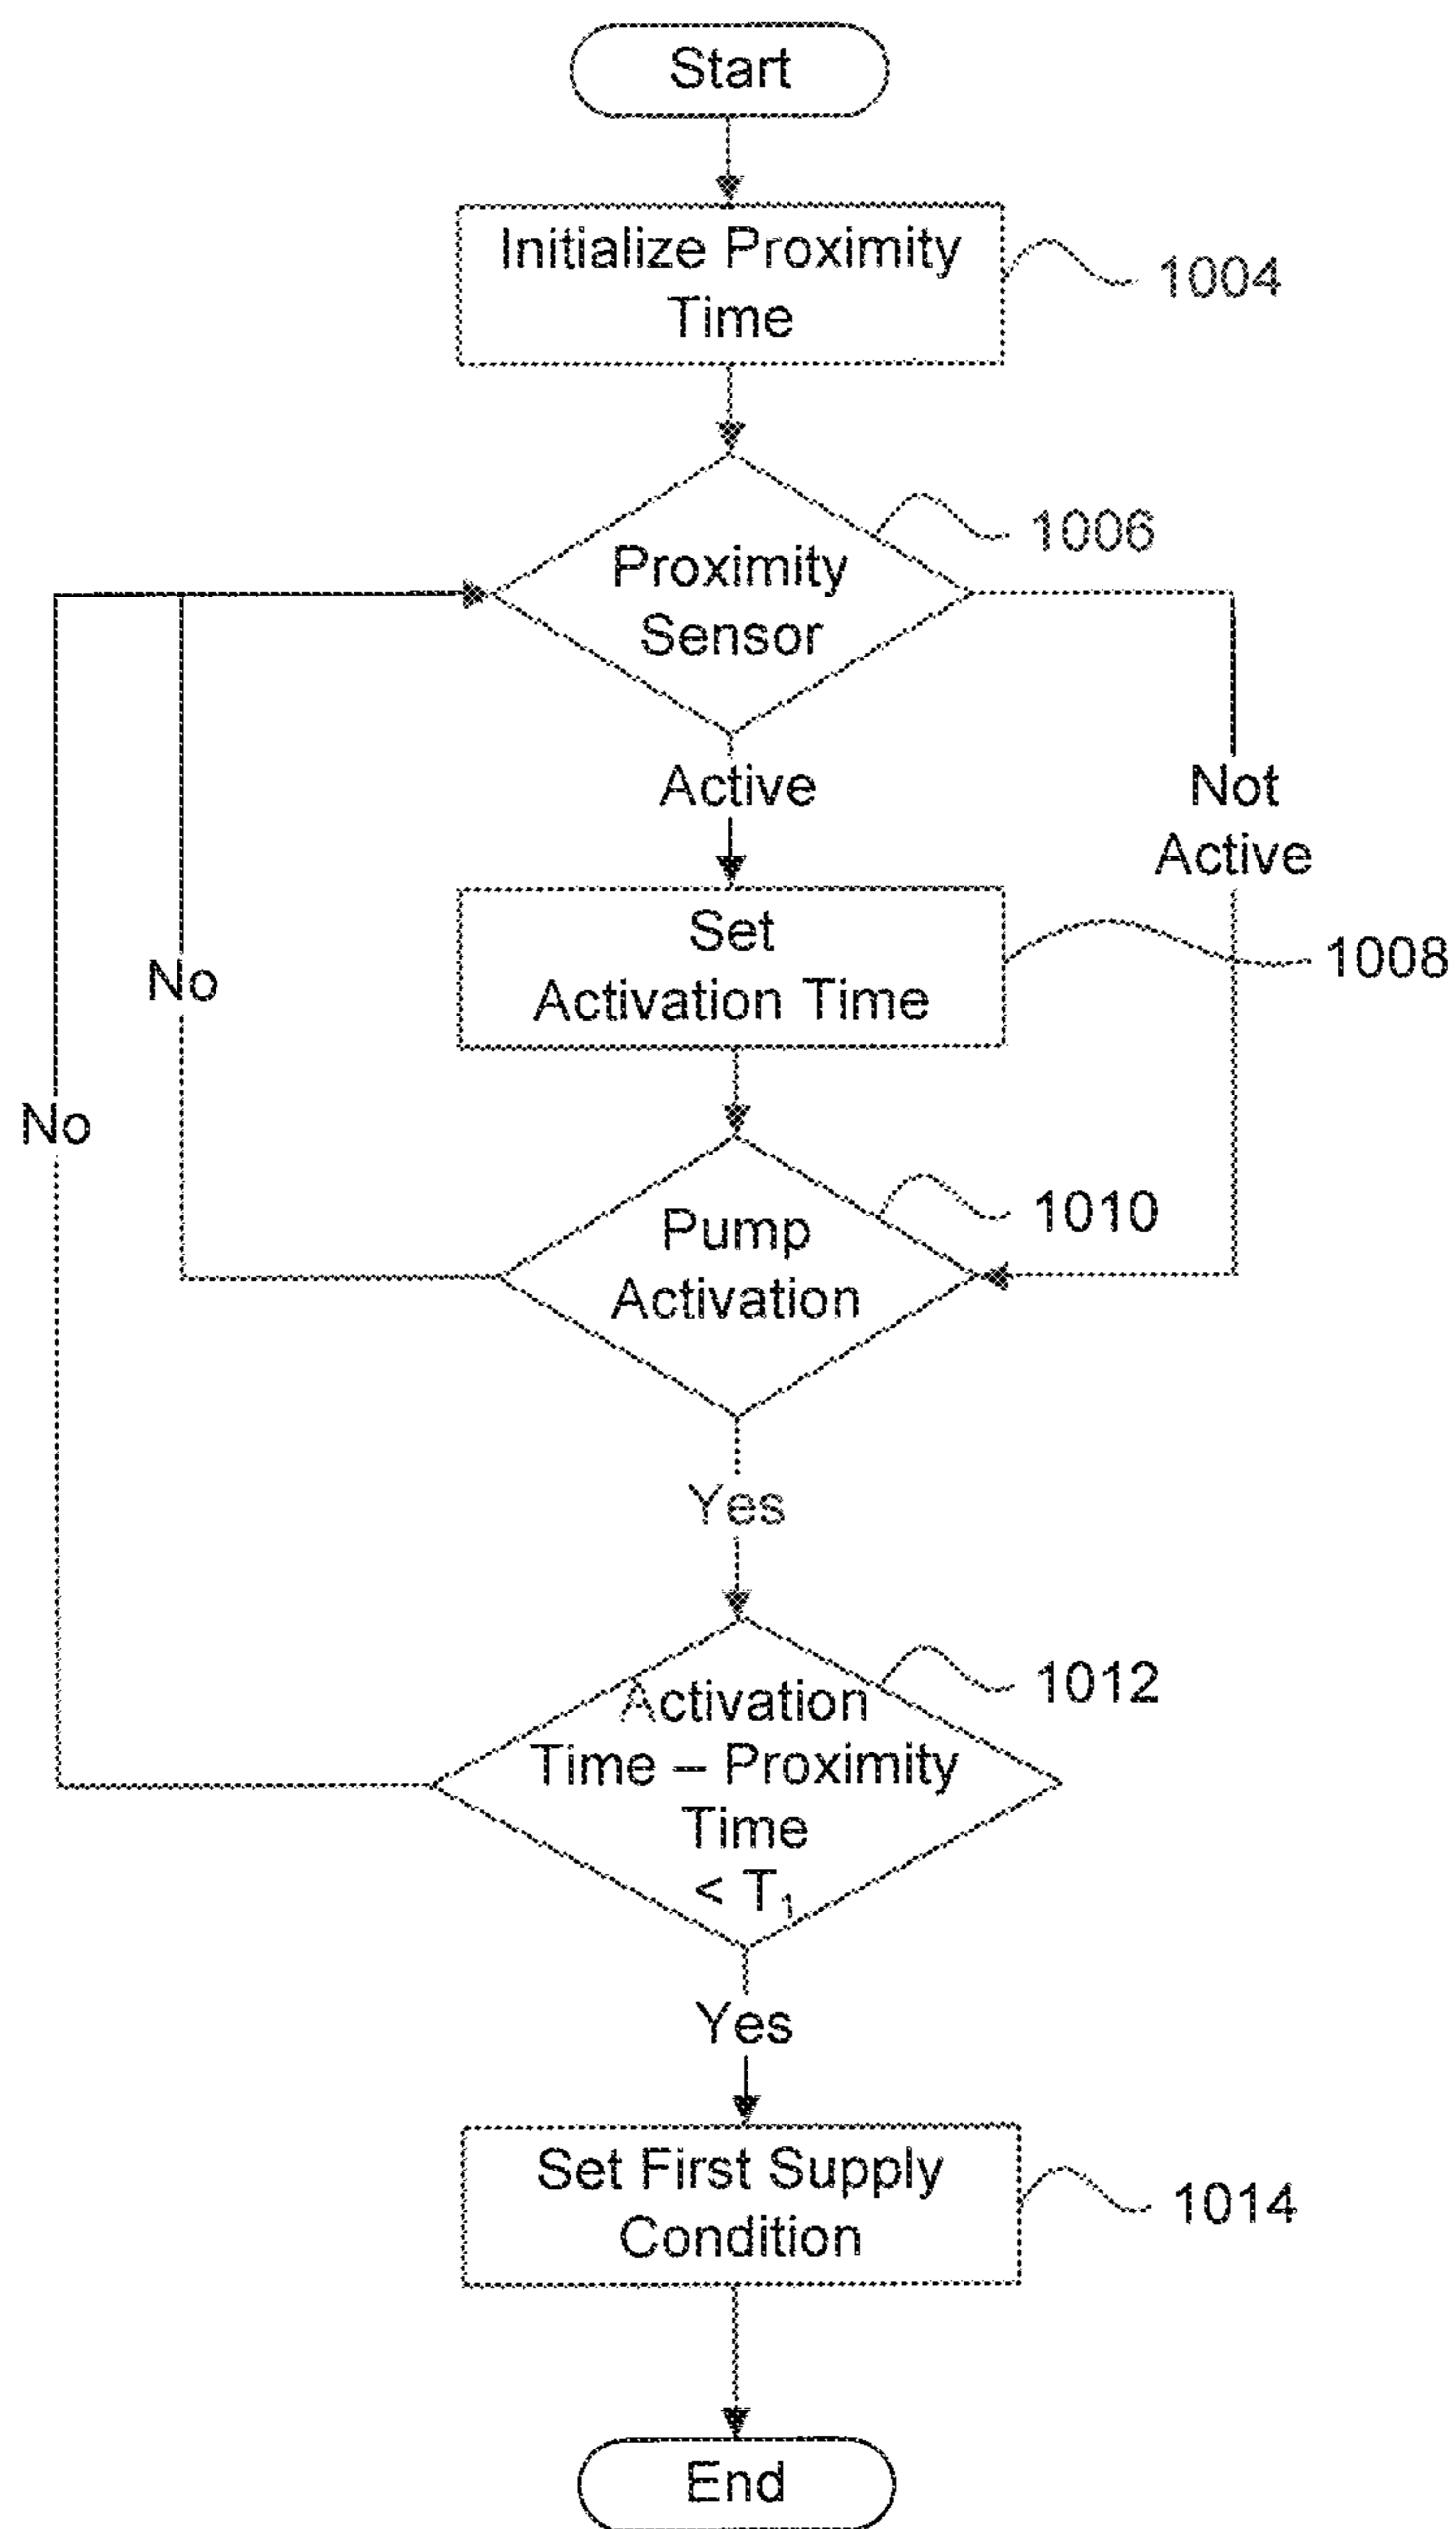 Start
Initialize Proximity
Time
1004
1006
Proximity
Sensor
Active
Not
Active
Set
Activation Time
1008
No
No
1010
Pump
Activation
Yes
1012
Activation
Time – Proximity
Time
< T₁
Yes
Set First Supply
Condition
1014
End